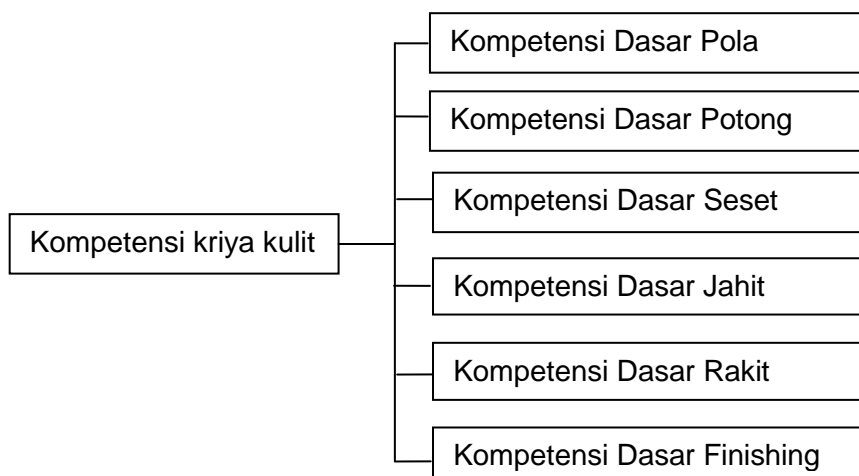 Kompetensi Dasar Pola
Kompetensi Dasar Potong
Kompetensi Dasar Seset
Kompetensi kriya kulit
Kompetensi Dasar Jahit
Kompetensi Dasar Rakit
Kompetensi Dasar Finishing